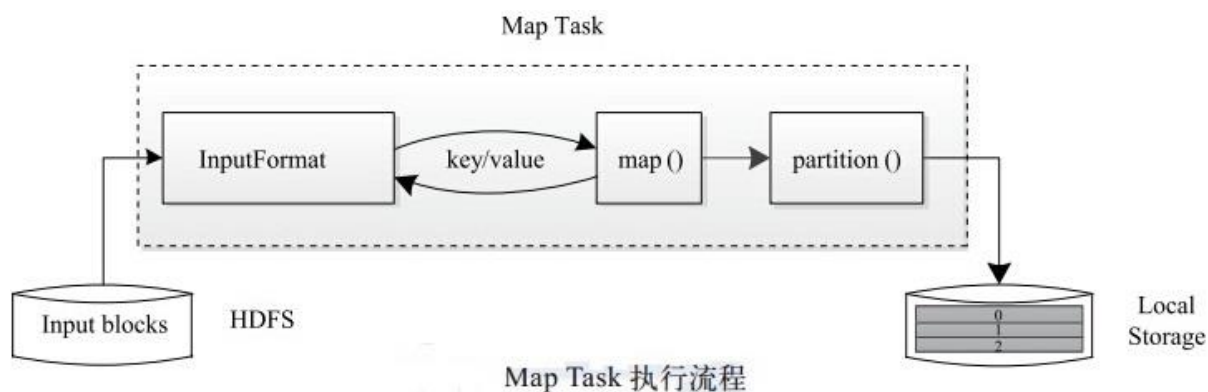 Map Task
InputFormat
key/value
map ()
partition ()
Input blocks
HDFS
0
1
2
Local
Storage
Map Task 执行流程